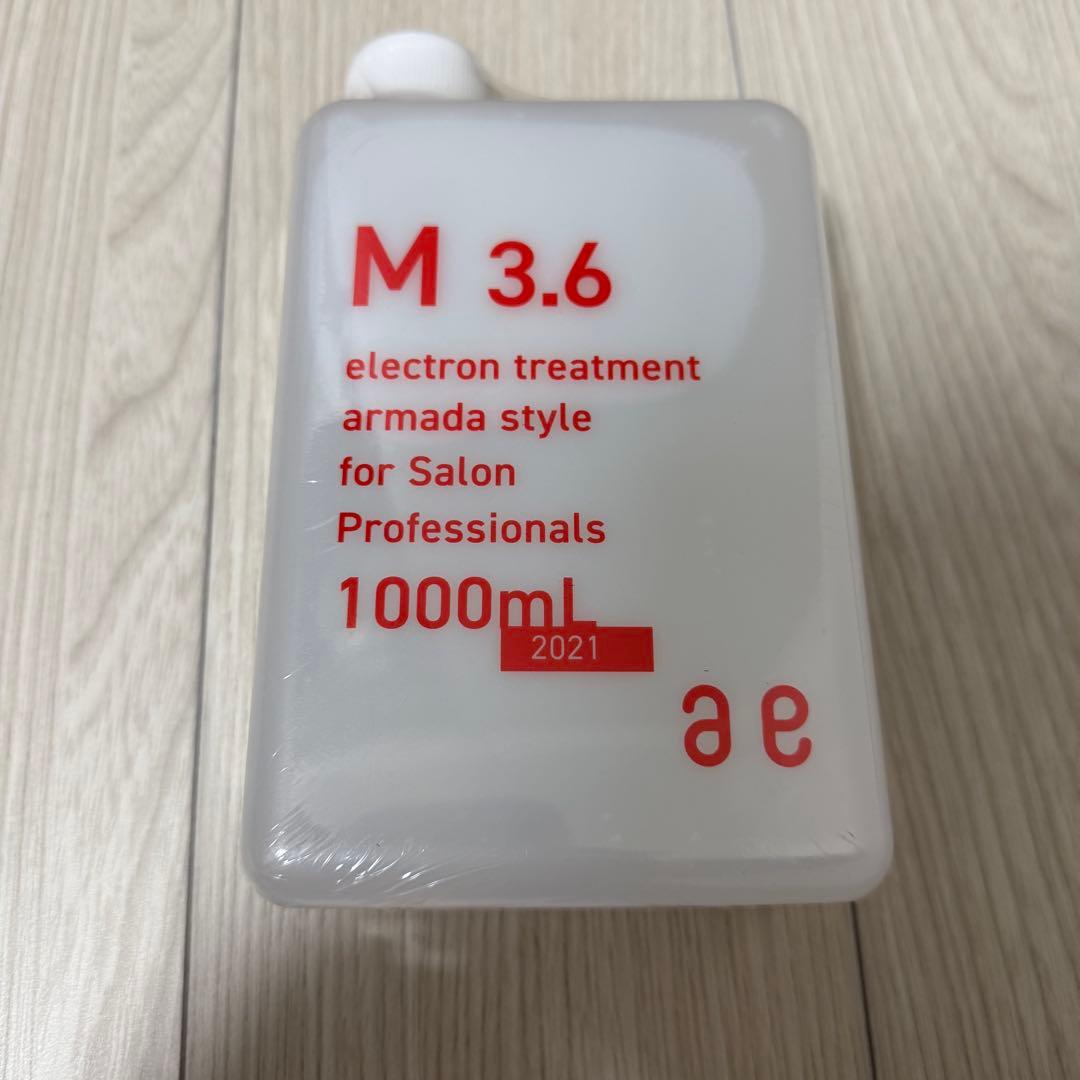 M 3.6
electron treatment
armada style
for Salon
Professionals
1000mL
2021
ae